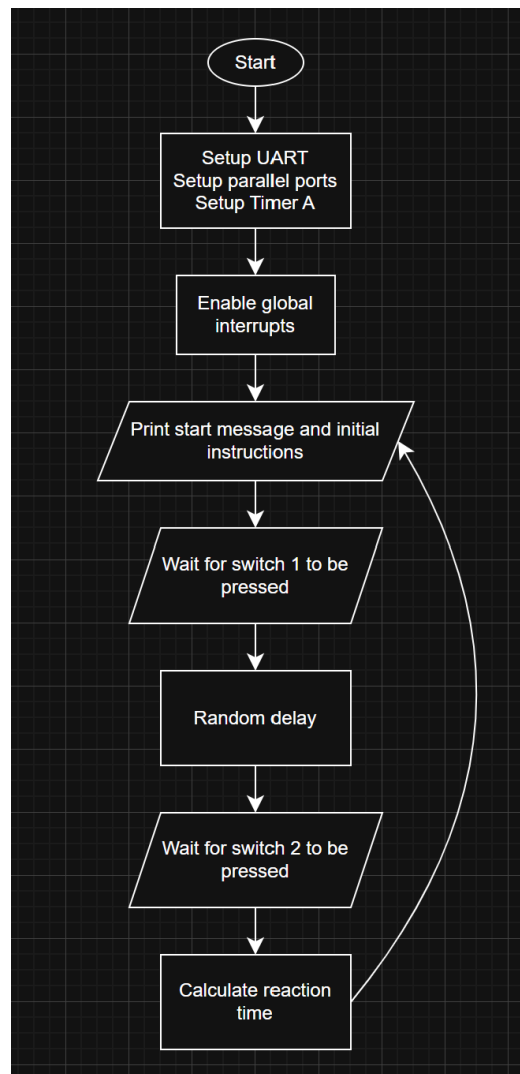 Start
Setup UART
Setup parallel ports
Setup Timer A
Enable global
interrupts
Print start message and initial
instructions
Wait for switch 1 to be
pressed
Random delay
Wait for switch 2 to be
pressed
Calculate reaction
time